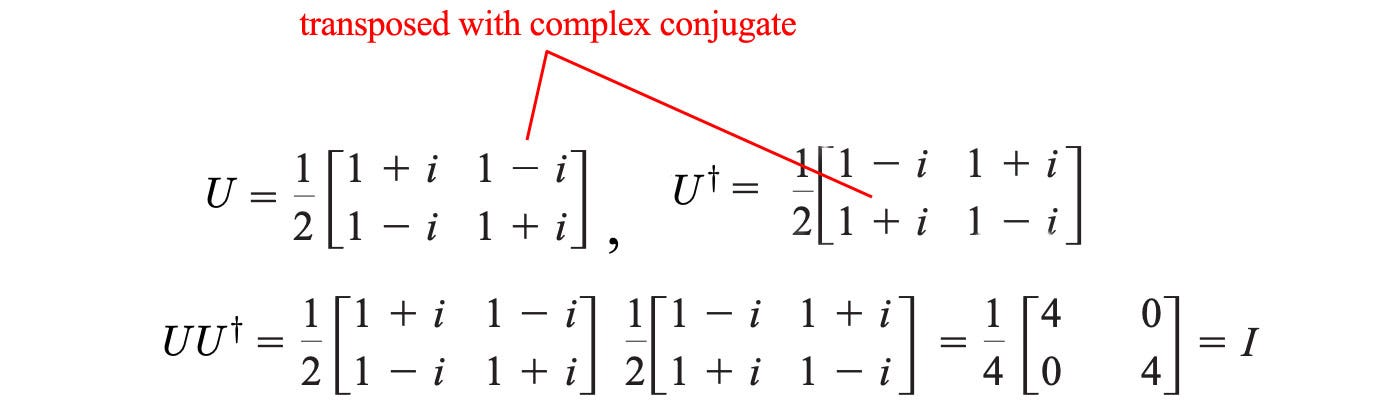 transposed with complex conjugate
U = 1/2 [1 + i 1 − i; 1 − i 1 + i], U† = 1/2 [1 − i 1 + i; 1 + i 1 − i]
UU† = 1/2 [1 + i 1 − i; 1 − i 1 + i] 1/2 [1 − i 1 + i; 1 + i 1 − i] = 1/4 [4 0; 0 4] = I